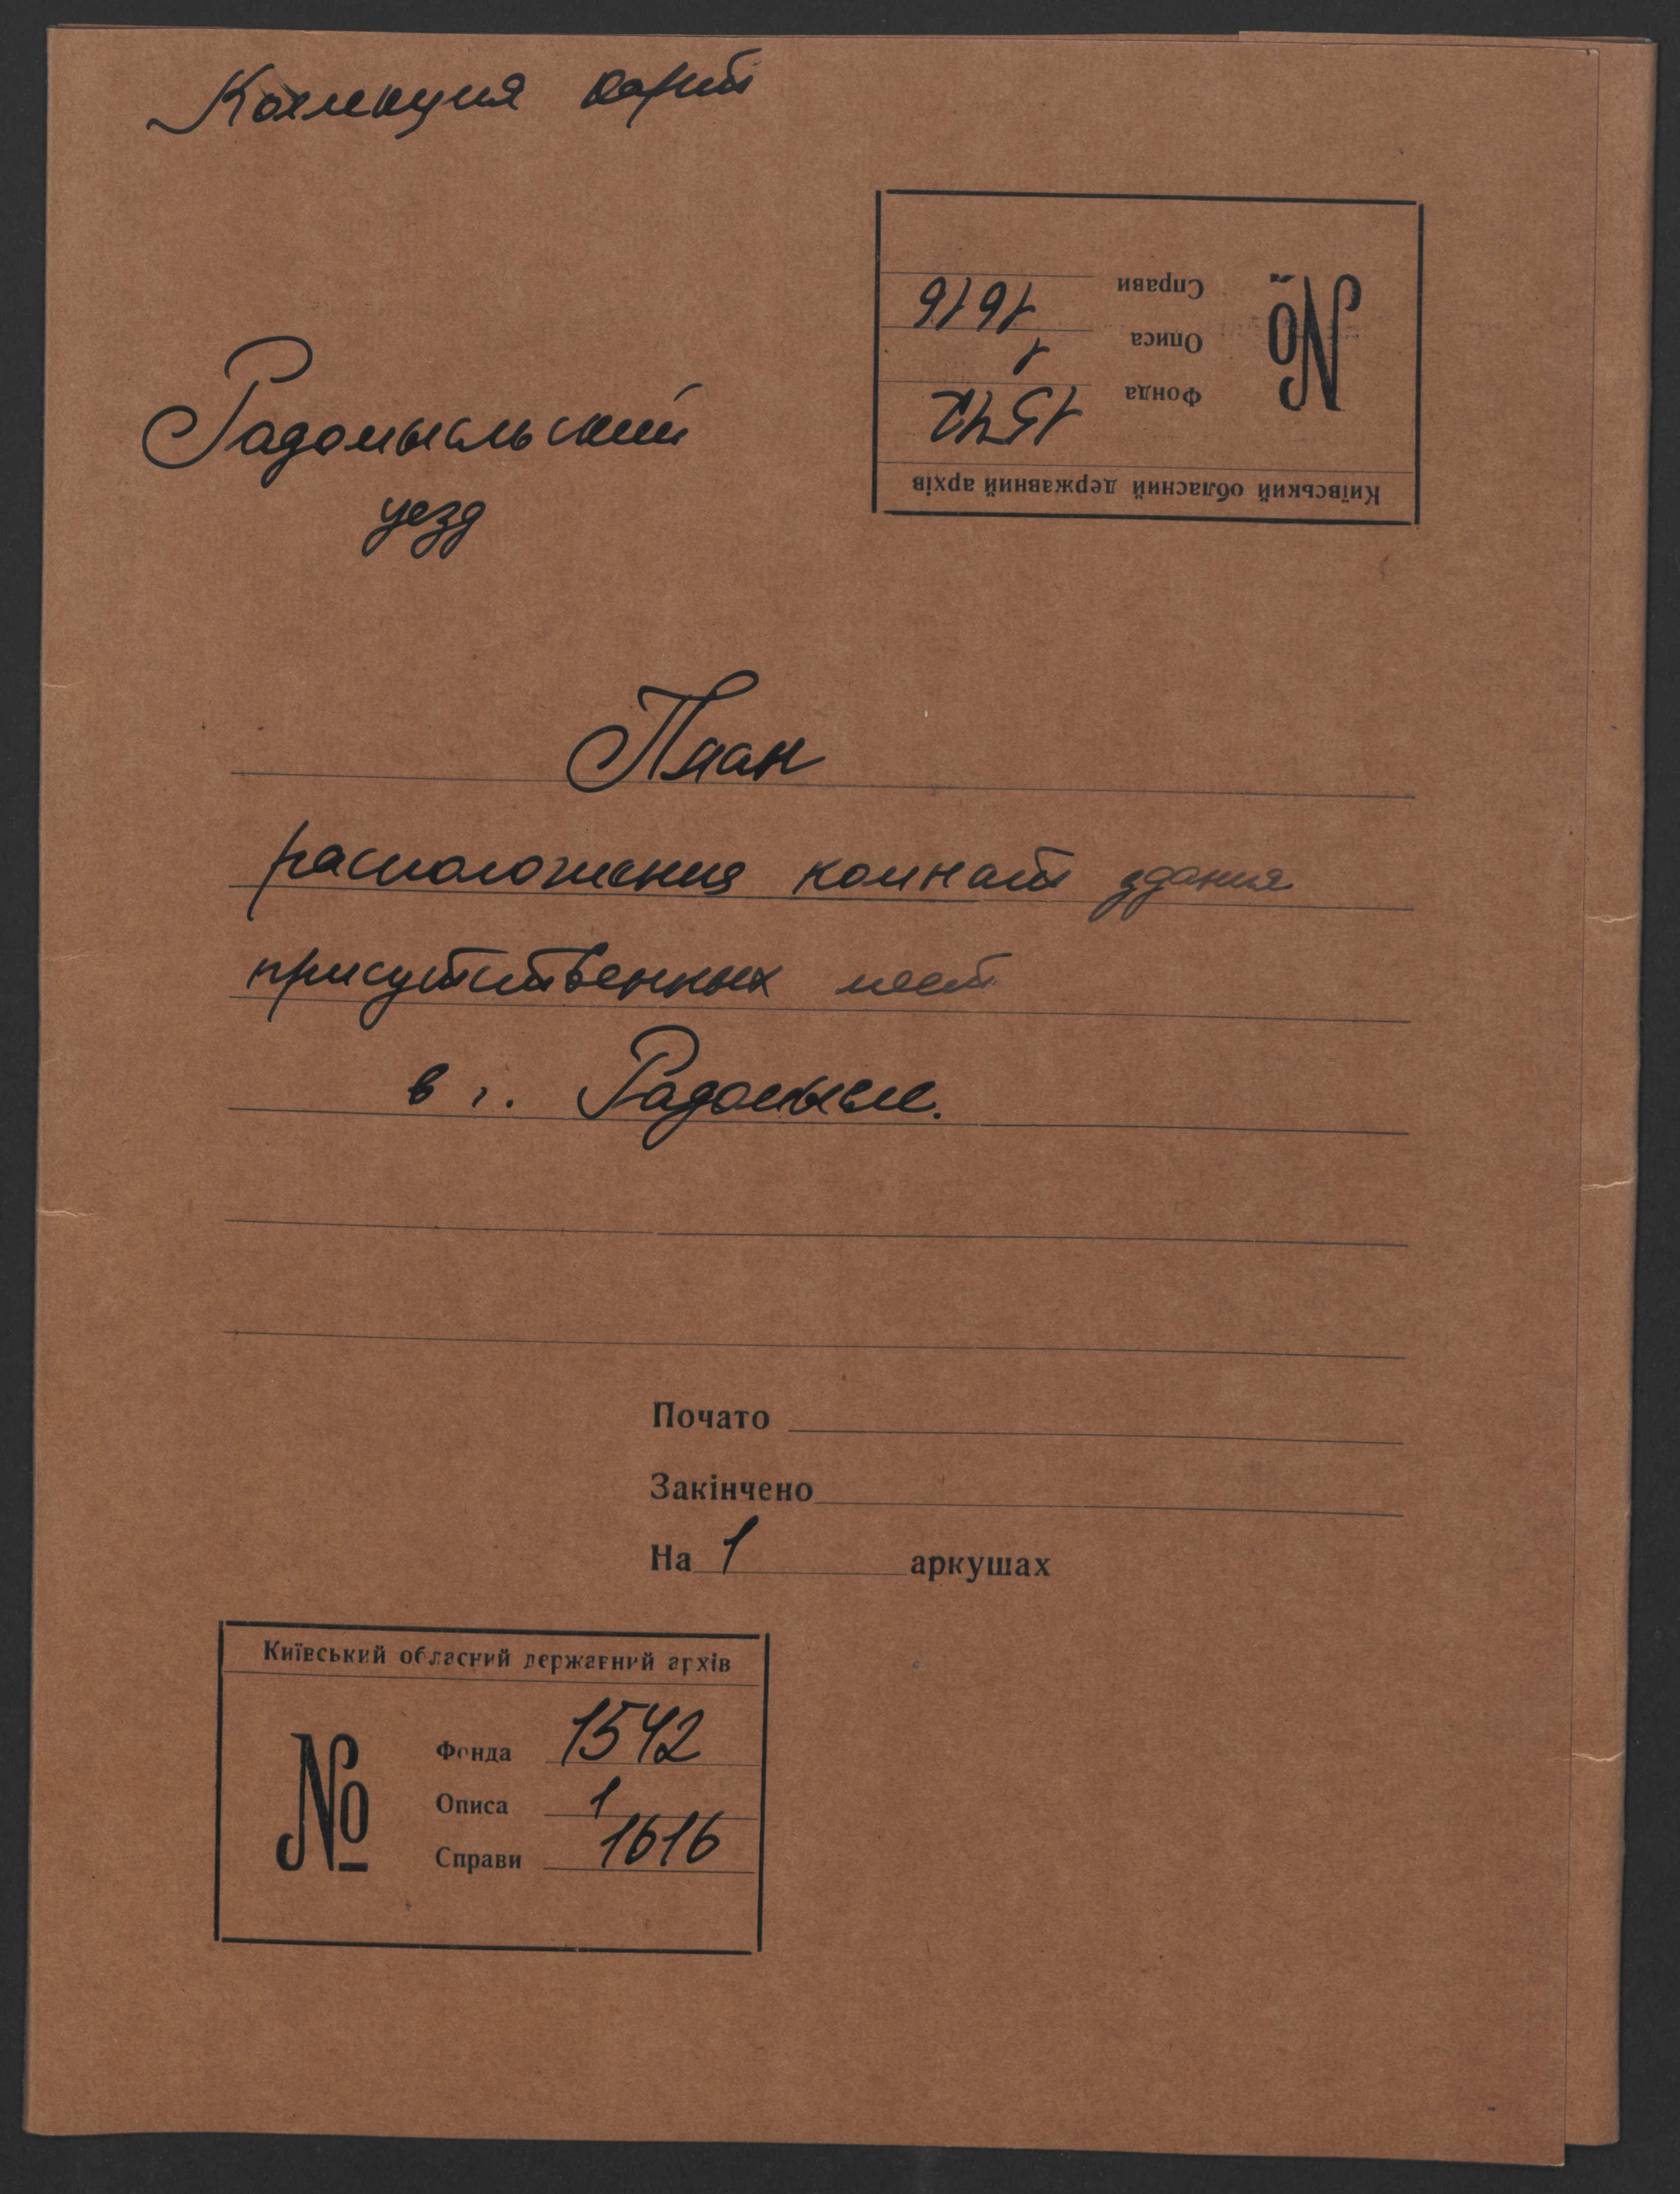 Коллекция карт
Київський обласний державний архів
№
Фонда 1542
Описа 1
Справи 1616
Радомысльский
уезд
План
расположения комнат здания
присутственных мест
в г. Радомысле.
Почато
Закінчено
На 1 аркушах
Київський обласний державний архів
№
Фонда 1542
Описа 1
Справи 1616